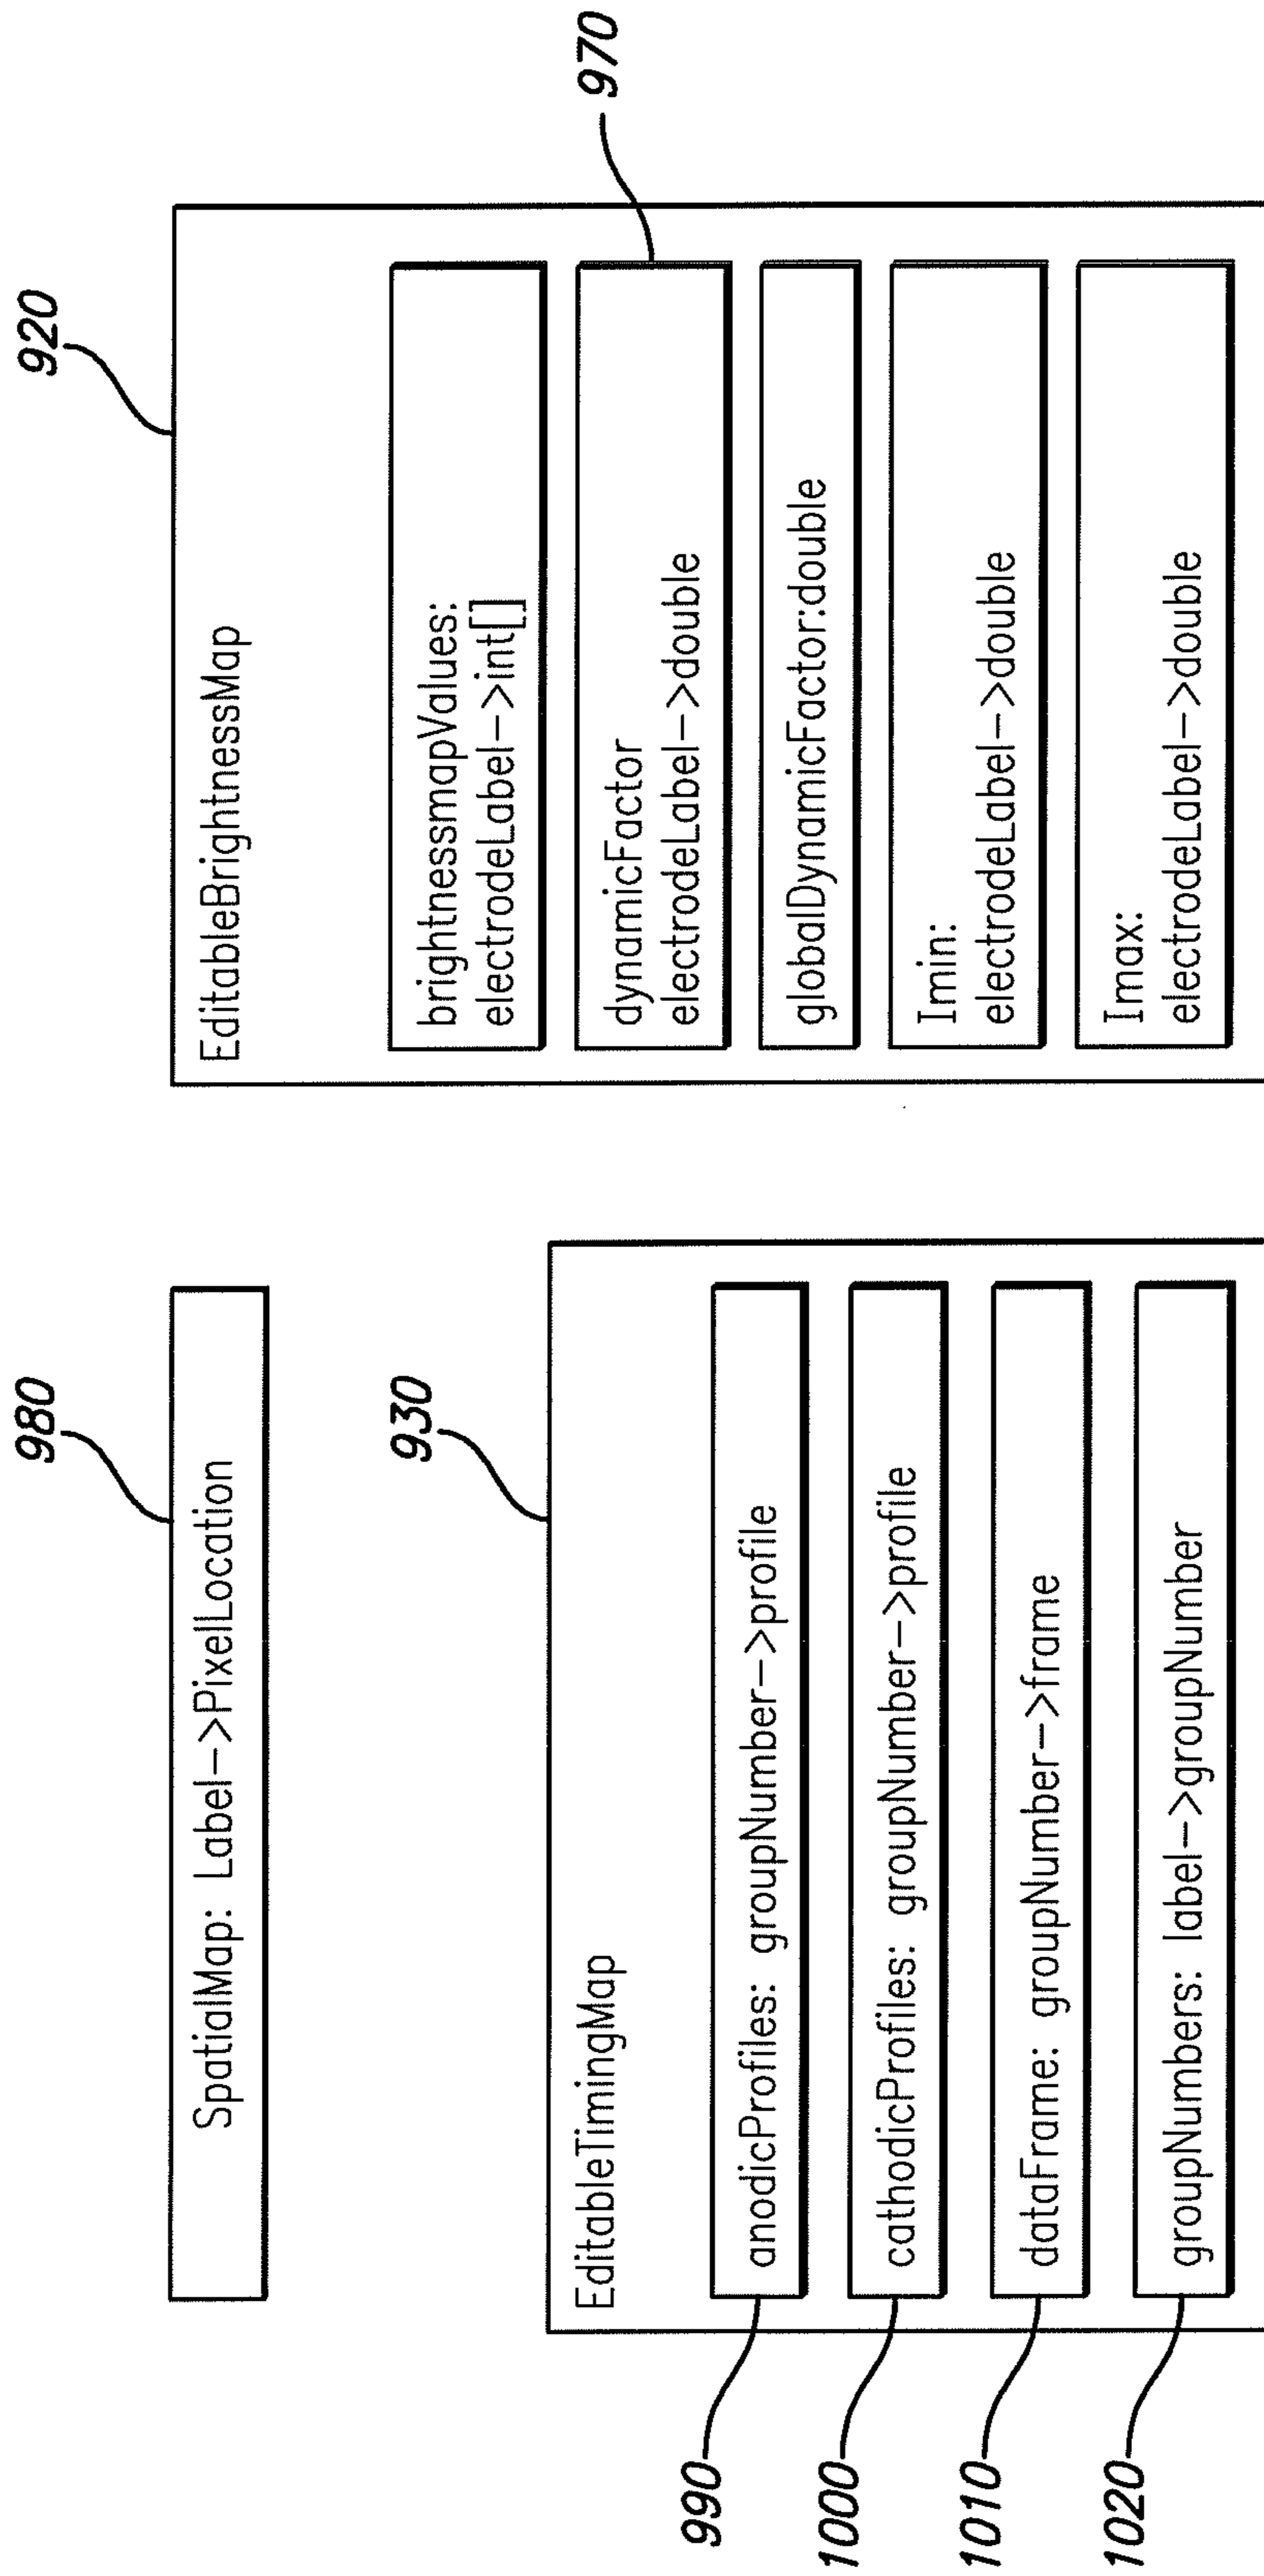 980
SpatialMap: Label->PixelLocation
930
EditableTimingMap
990
anodicProfiles: groupNumber->profile
1000
cathodicProfiles: groupNumber->profile
1010
dataFrame: groupNumber->frame
1020
groupNumbers: label->groupNumber
920
EditableBrightnessMap
brightnessmapValues:
electrodeLabel->int[]
970
dynamicFactor
electrodeLabel->double
globalDynamicFactor:double
Imin:
electrodeLabel->double
Imax:
electrodeLabel->double